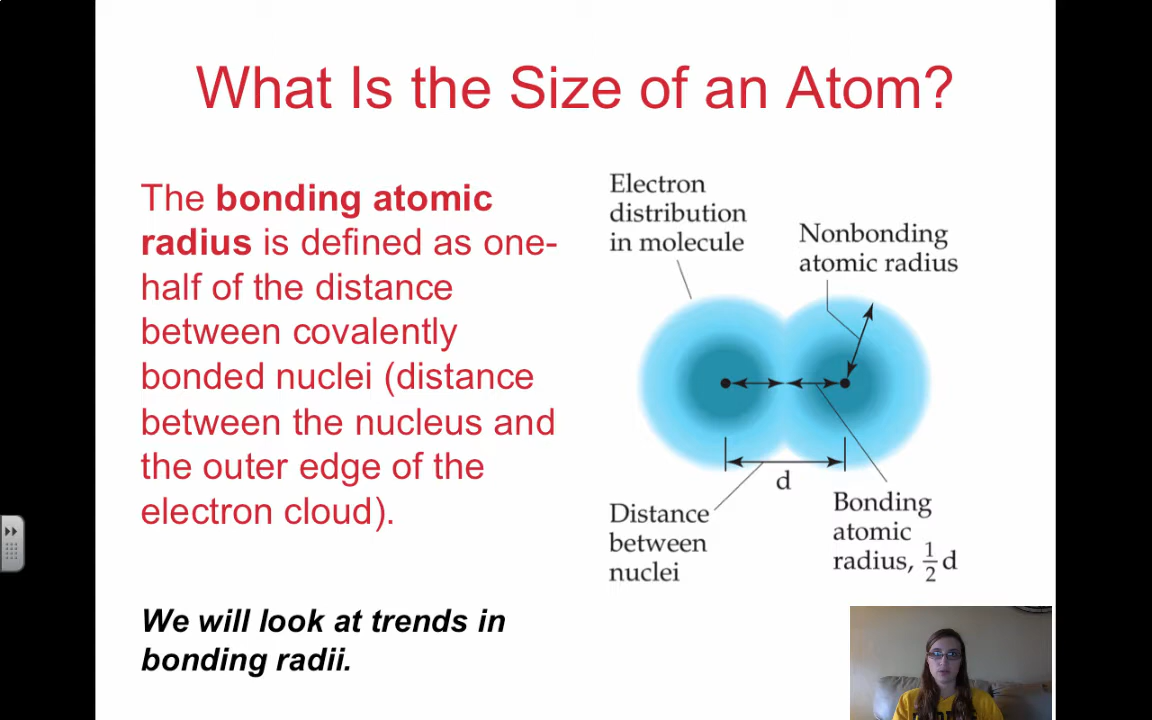 What Is the Size of an Atom?
The bonding atomic
radius is defined as one-
half of the distance
between covalently
bonded nuclei (distance
between the nucleus and
the outer edge of the
electron cloud).
We will look at trends in
bonding radii.
Electron
distribution
in molecule
Nonbonding
atomic radius
d
Distance
between
nuclei
Bonding
atomic
radius, 1/2 d